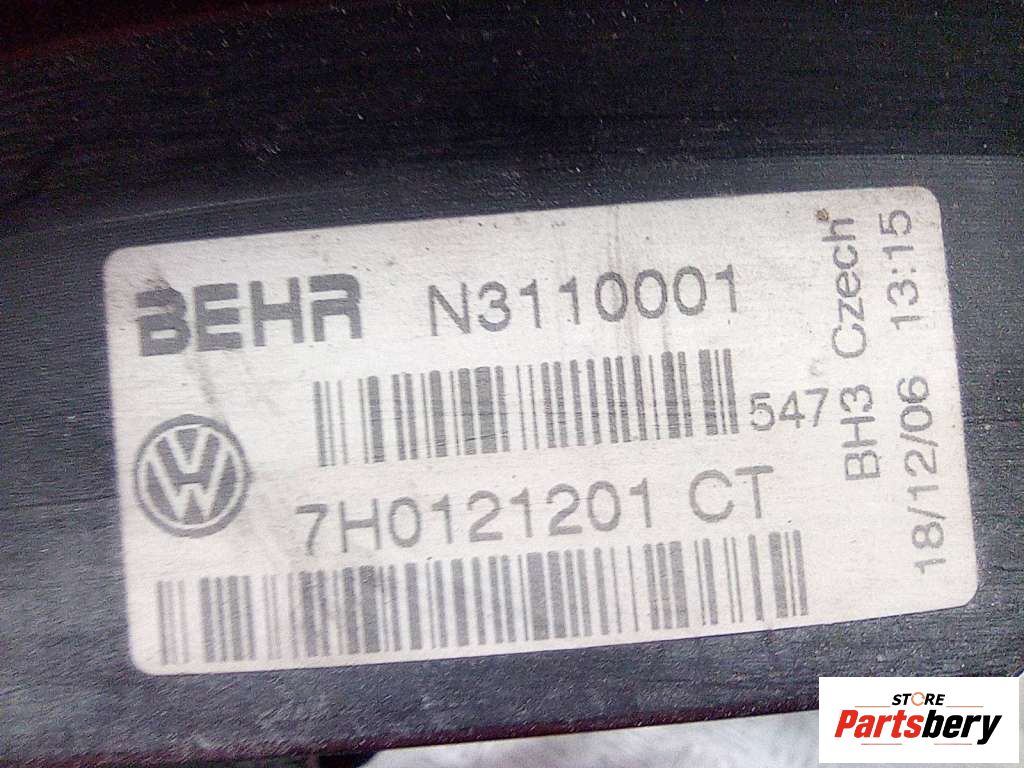 BEHR N3110001
547
7H0121201 CT
BH3 Czech
18/12/06 13:15
STORE
Partsbery